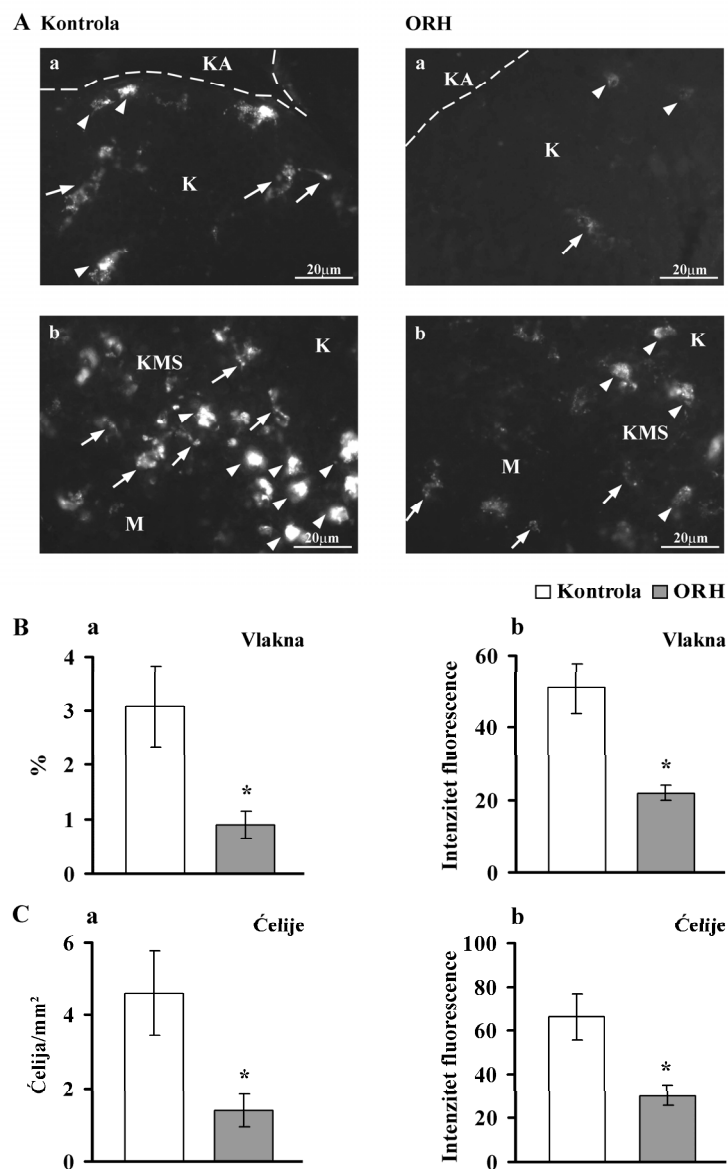 A Kontrola
ORH
a
KA
K
20µm
a
KA
K
20µm
b
KMS
K
M
20µm
b
K
KMS
M
20µm
Kontrola ORH
B
a
Vlakna
%
4
3
2
1
0
*
b
Vlakna
Intenzitet fluorescence
60
40
20
0
*
C
a
Ćelije
Ćelija/mm²
6
4
2
0
*
b
Ćelije
Intenzitet fluorescence
100
80
60
40
20
0
*